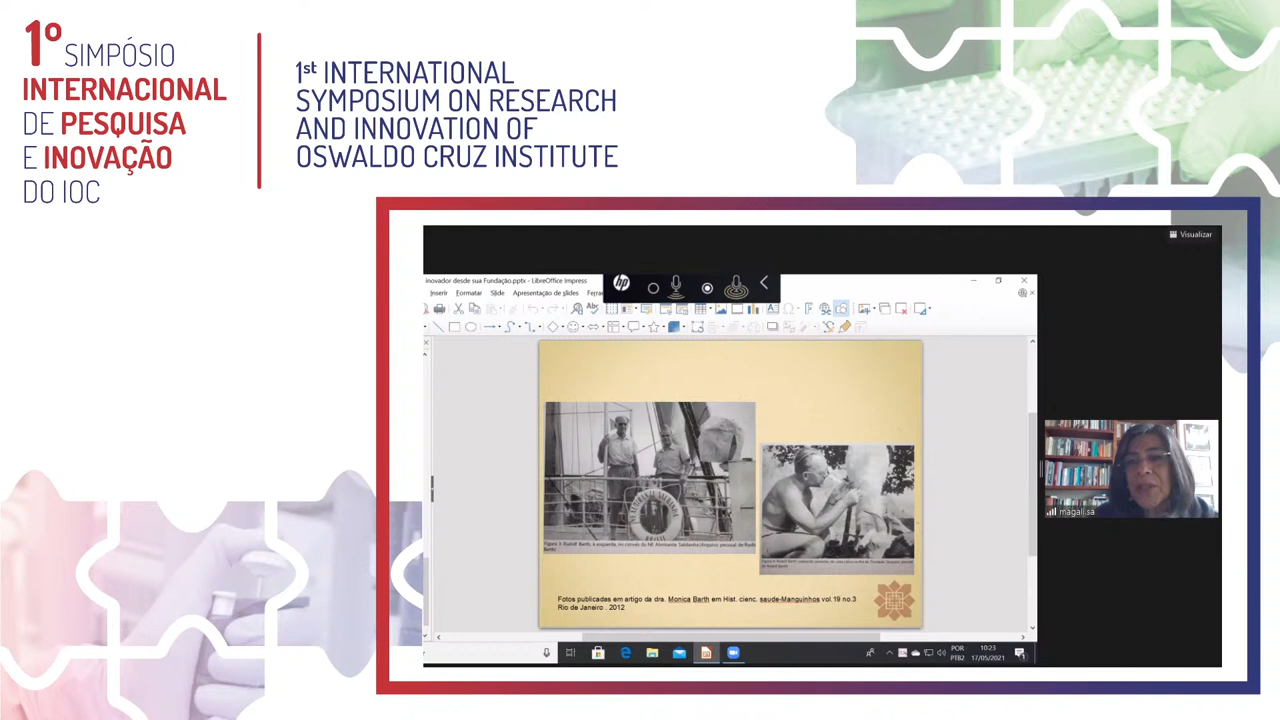 1º SIMPÓSIO
INTERNACIONAL
DE PESQUISA
E INOVAÇÃO
DO IOC
1st INTERNATIONAL
SYMPOSIUM ON RESEARCH
AND INNOVATION OF
OSWALDO CRUZ INSTITUTE
Visualizar
inovador desde sua Fundação.pptx - LibreOffice Impress
hp
Inserir Formatar Slide Apresentação de slides
Abc
Fotos publicadas em artigo da dra. Monica Barth em Hist. cienc. saude-Manguinhos vol.19 no.3
Rio de Janeiro . 2012
magali.sa
POR
PTB2
10:23
17/05/2021